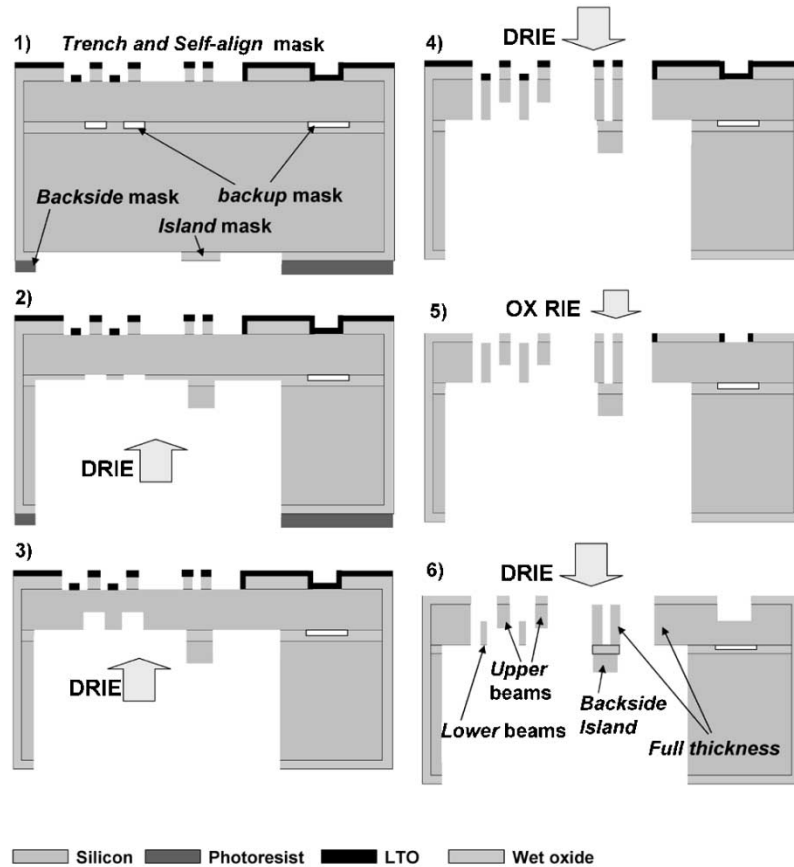 1)
Trench and Self-align mask
Backside mask
backup mask
Island mask
2)
DRIE
3)
DRIE
4)
DRIE
5)
OX RIE
6)
DRIE
Upper
beams
Lower beams
Backside
Island
Full thickness
Silicon
Photoresist
LTO
Wet oxide